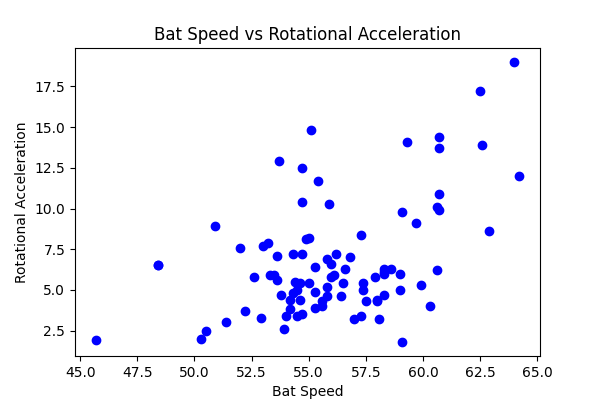 Bat Speed vs Rotational Acceleration
17.5
15.0
12.5
10.0
7.5
5.0
2.5
Rotational Acceleration
45.0 47.5 50.0 52.5 55.0 57.5 60.0 62.5 65.0
Bat Speed